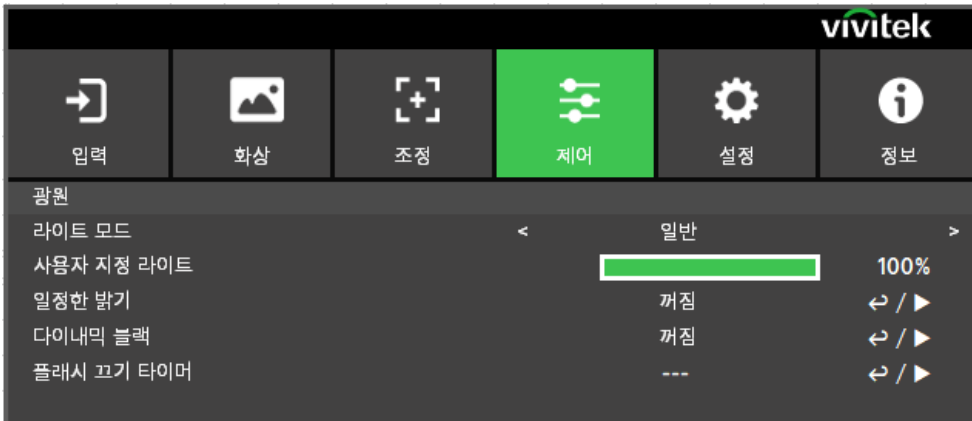 vivitek
입력 화상 조정 제어 설정 정보
광원
라이트 모드 < 일반 >
사용자 지정 라이트 100%
일정한 밝기 꺼짐 /
다이내믹 블랙 꺼짐 /
플래시 끄기 타이머 --- /